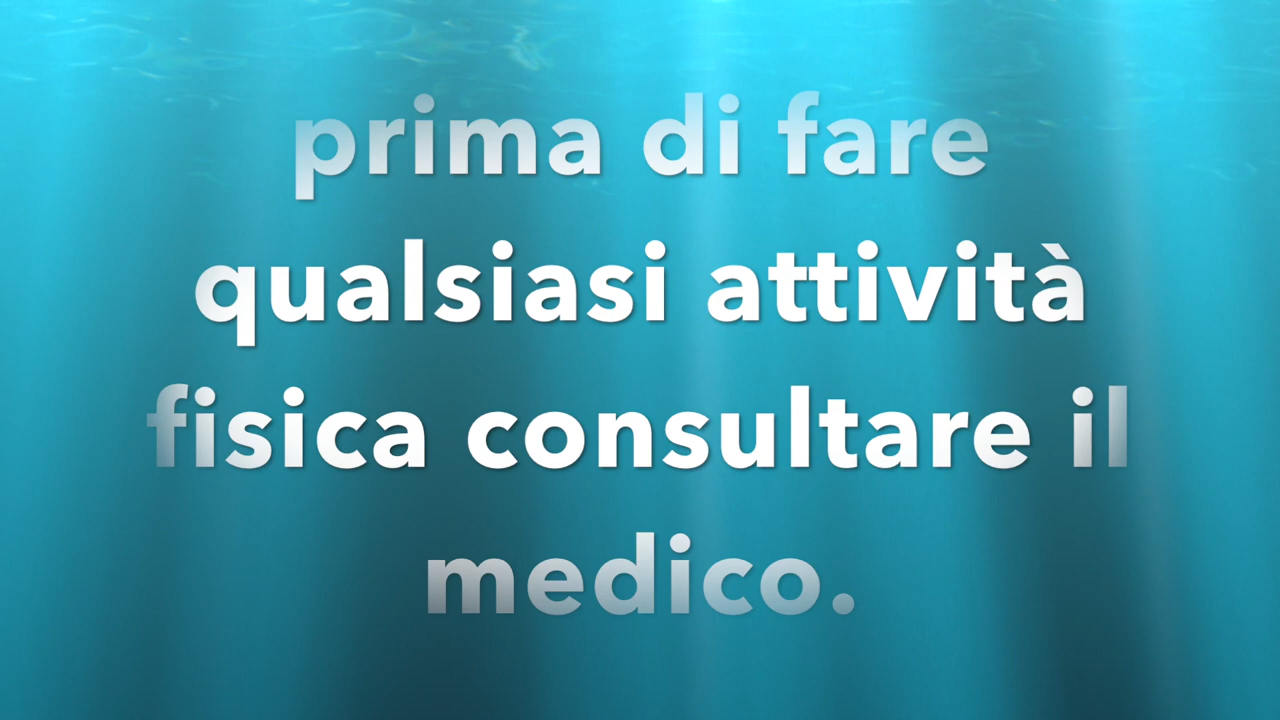 prima di fare
qualsiasi attività
fisica consultare il
medico.